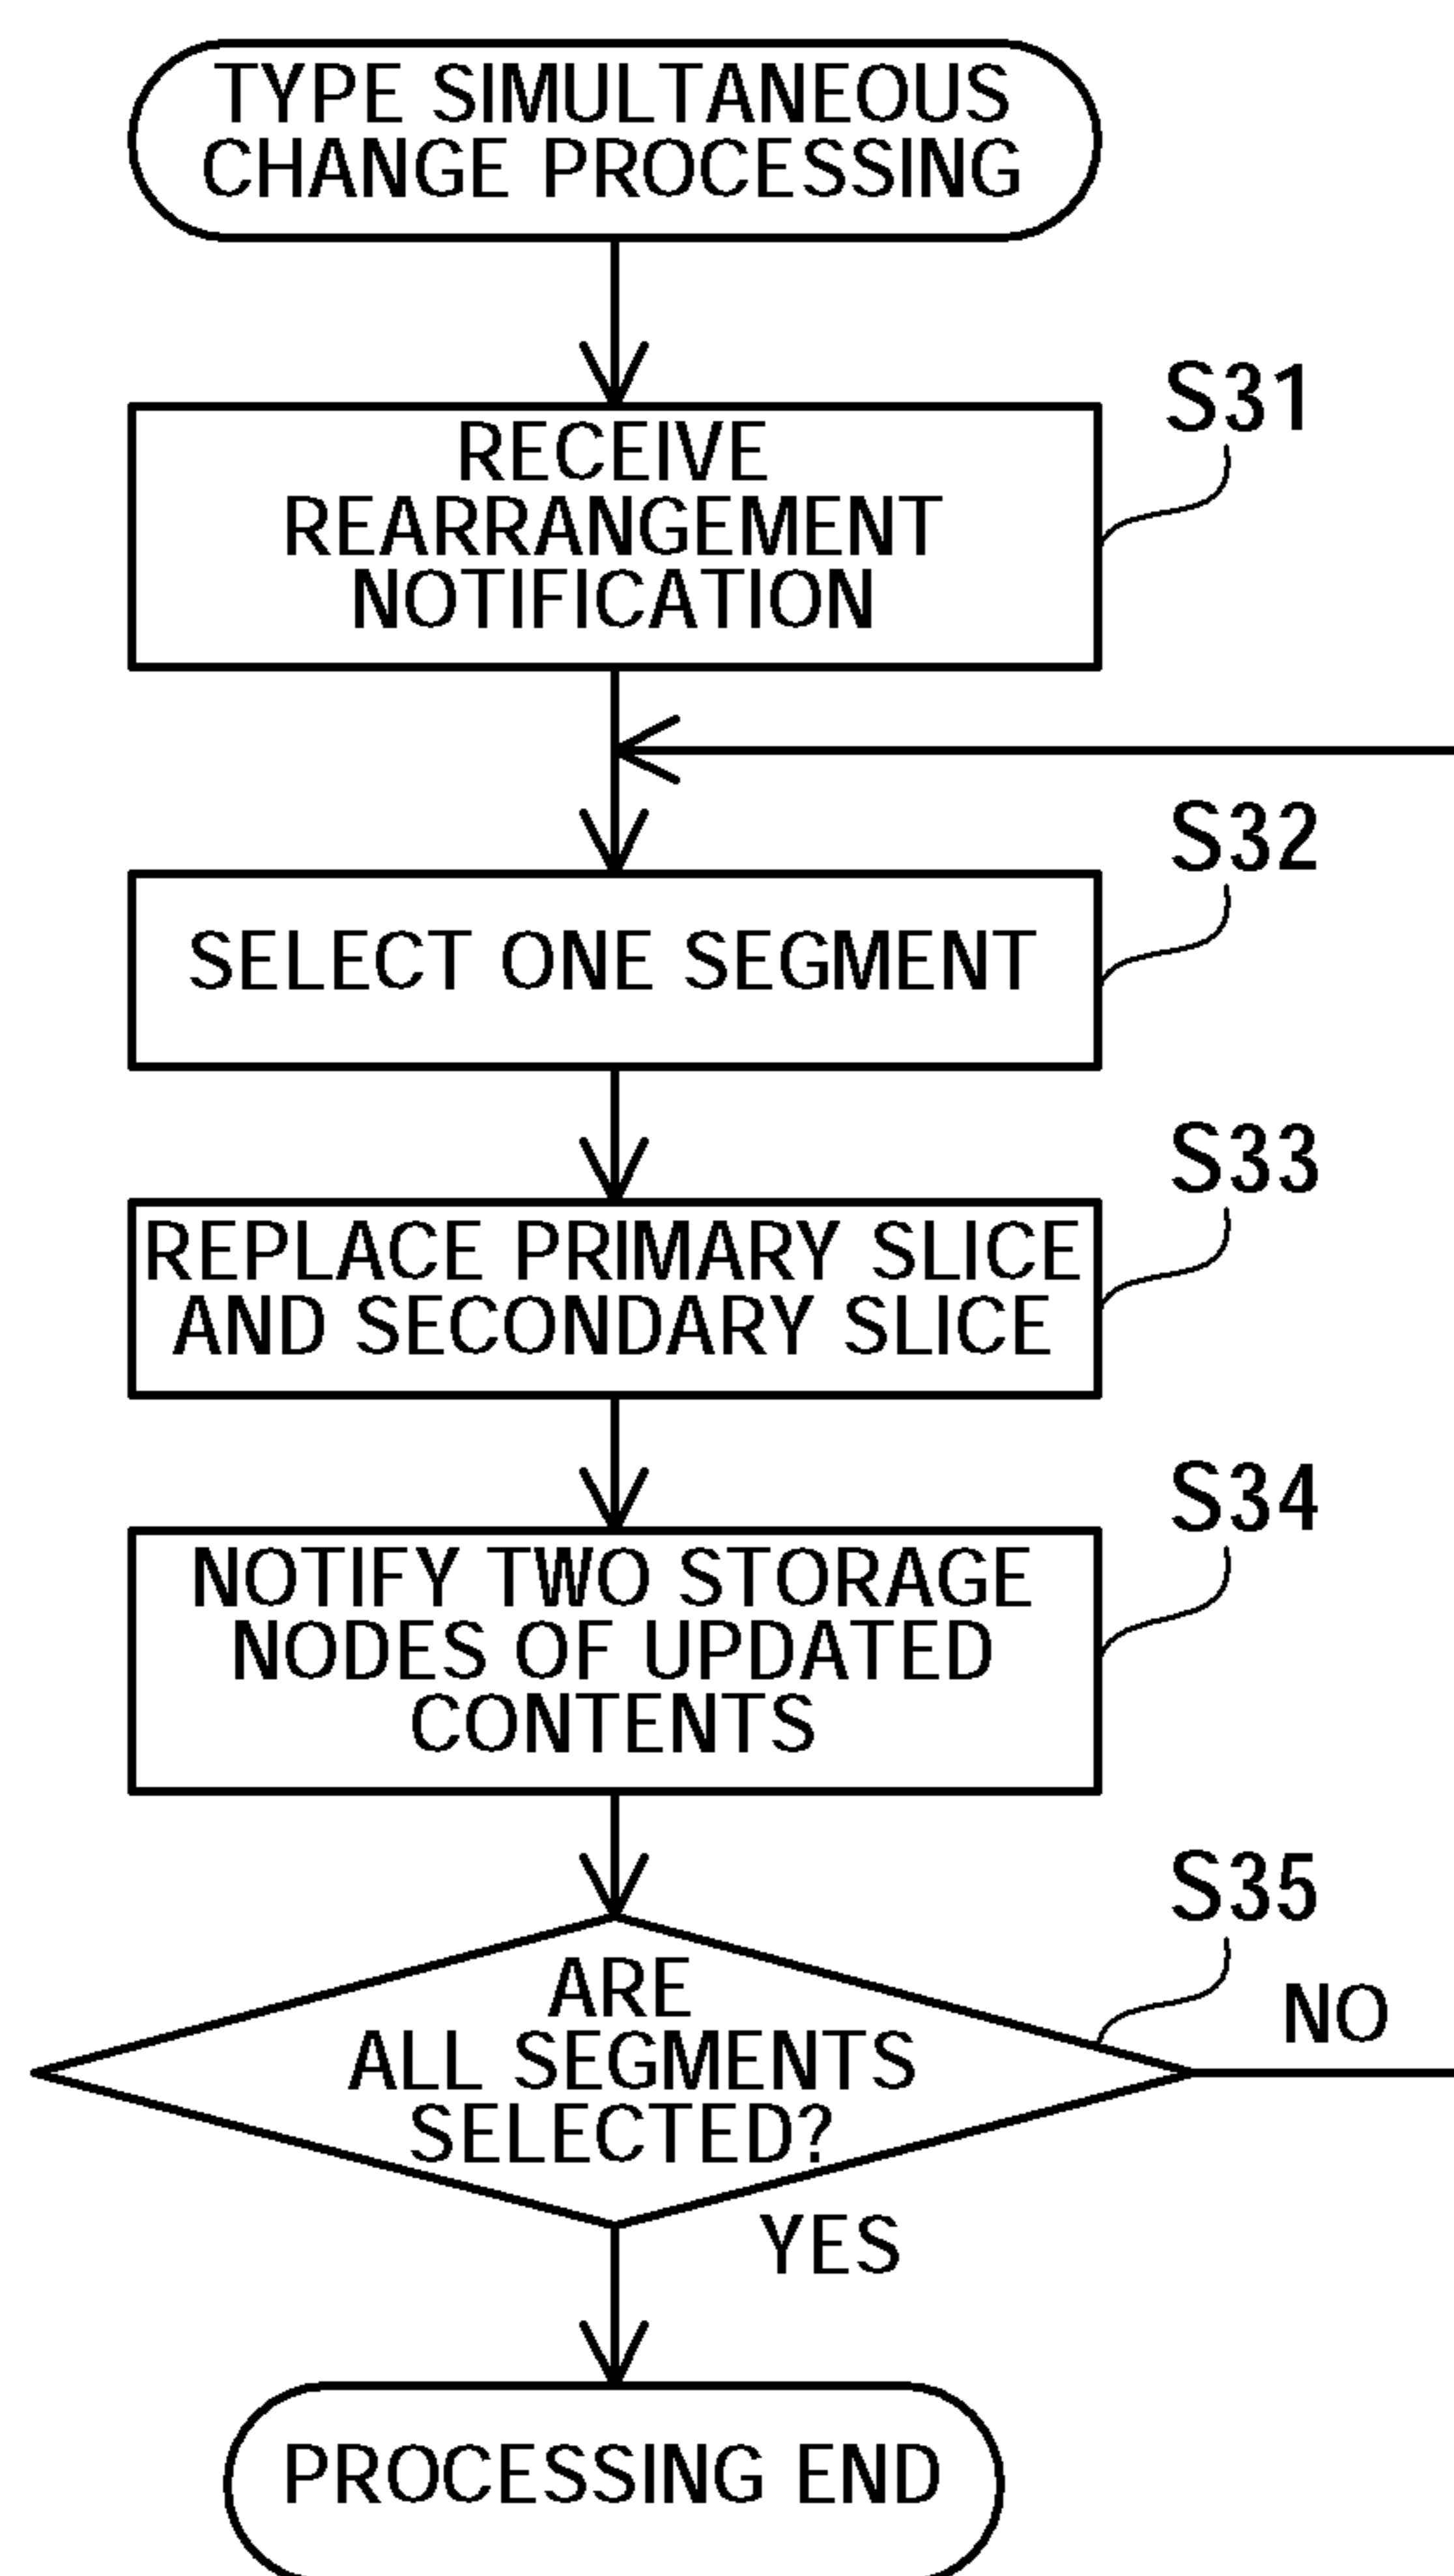 TYPE SIMULTANEOUS
CHANGE PROCESSING
S31
RECEIVE
REARRANGEMENT
NOTIFICATION
S32
SELECT ONE SEGMENT
S33
REPLACE PRIMARY SLICE
AND SECONDARY SLICE
S34
NOTIFY TWO STORAGE
NODES OF UPDATED
CONTENTS
S35
ARE
ALL SEGMENTS
SELECTED?
NO
YES
PROCESSING END